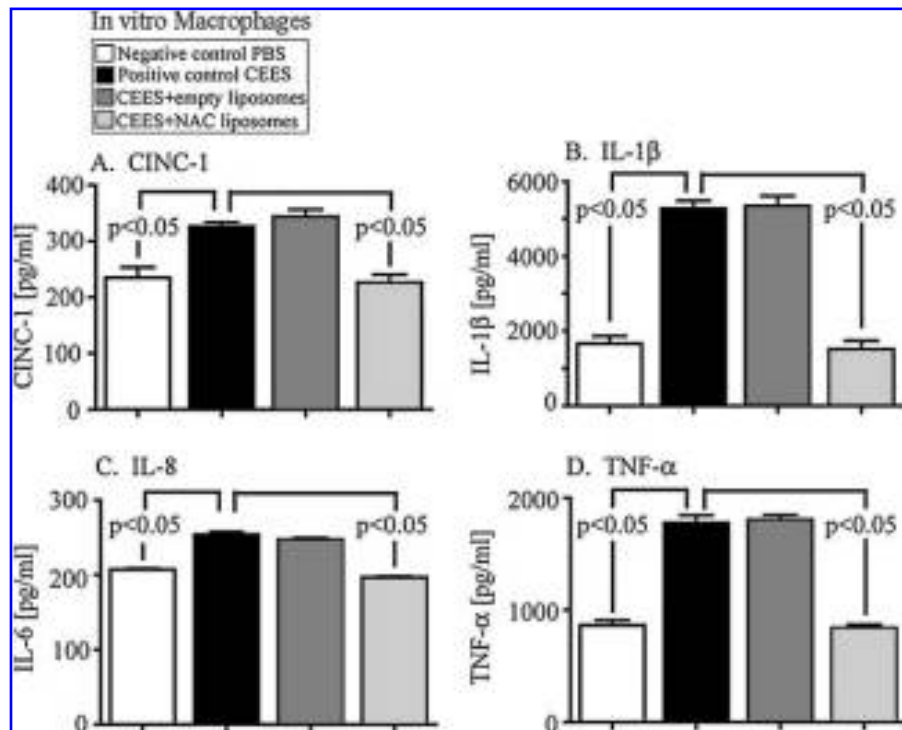 In vitro Macrophages
Negative control PBS
Positive control CEES
CEES+empty liposomes
CEES+NAC liposomes
A. CINC-1
400
300
200
100
0
CINC-1 [pg/ml]
p<0.05
p<0.05
B. IL-1β
6000
4000
2000
0
IL-1β [pg/ml]
p<0.05
p<0.05
C. IL-8
300
200
100
0
IL-6 [pg/ml]
p<0.05
p<0.05
D. TNF-α
2000
1000
0
TNF-α [pg/ml]
p<0.05
p<0.05